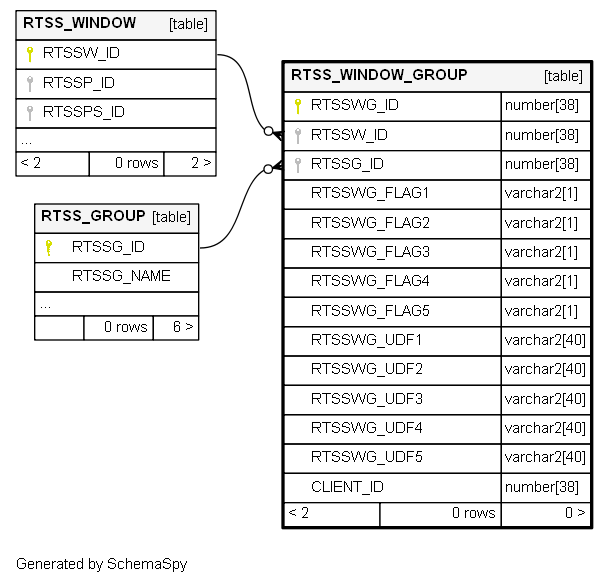 RTSS_WINDOW [table]
RTSSW_ID
RTSSP_ID
RTSSPS_ID
...
< 2 0 rows 2 >
RTSS_GROUP [table]
RTSSG_ID
RTSSG_NAME
...
0 rows 6 >
RTSS_WINDOW_GROUP [table]
RTSSWG_ID number[38]
RTSSW_ID number[38]
RTSSG_ID number[38]
RTSSWG_FLAG1 varchar2[1]
RTSSWG_FLAG2 varchar2[1]
RTSSWG_FLAG3 varchar2[1]
RTSSWG_FLAG4 varchar2[1]
RTSSWG_FLAG5 varchar2[1]
RTSSWG_UDF1 varchar2[40]
RTSSWG_UDF2 varchar2[40]
RTSSWG_UDF3 varchar2[40]
RTSSWG_UDF4 varchar2[40]
RTSSWG_UDF5 varchar2[40]
CLIENT_ID number[38]
< 2 0 rows 0 >
Generated by SchemaSpy